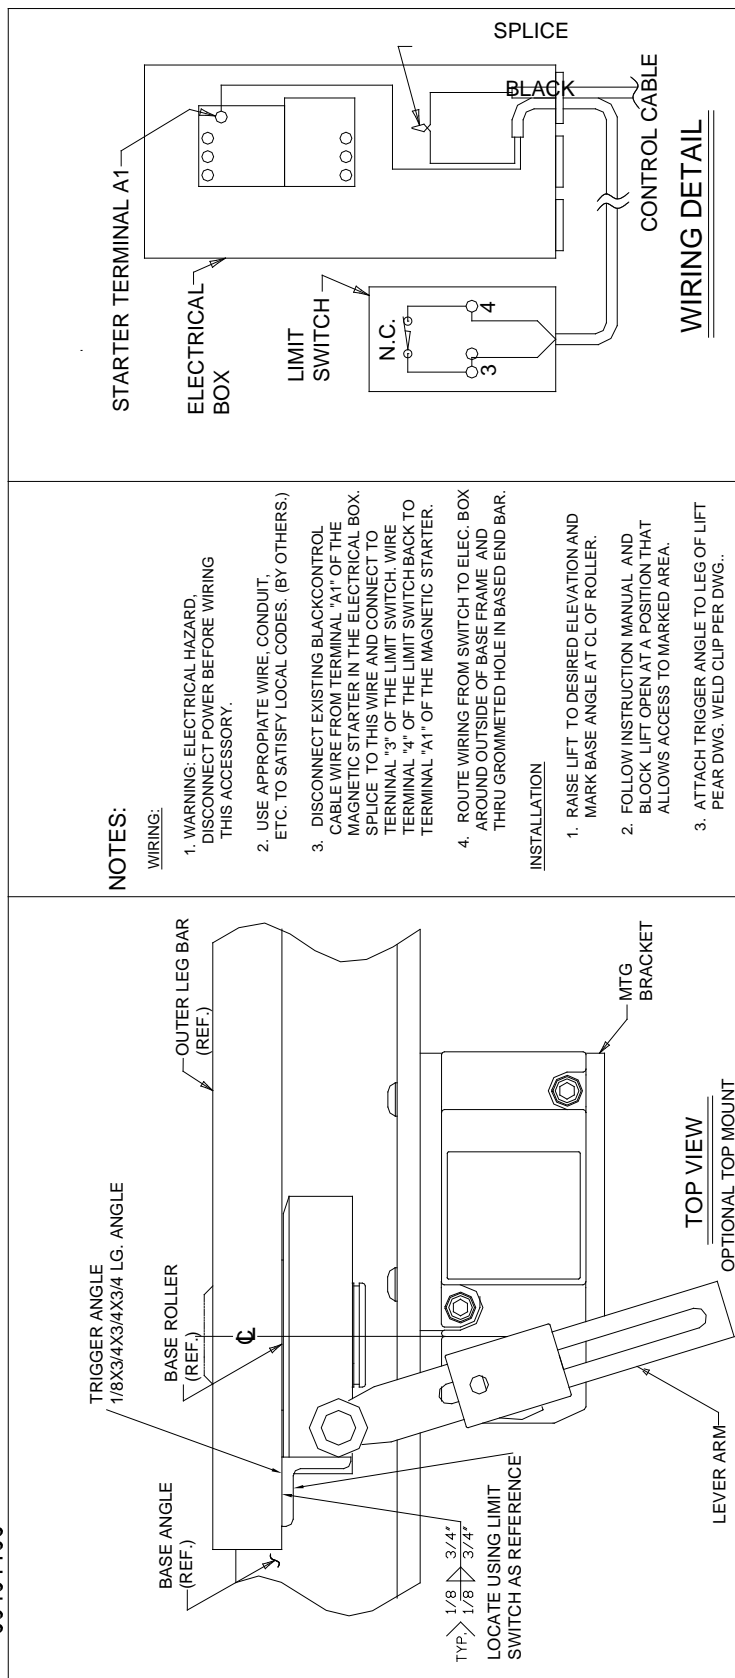 TRIGGER ANGLE
1/8X3/4X3/4X3/4 LG. ANGLE
OUTER LEG BAR
(REF.)
BASE ROLLER
(REF.)
BASE ANGLE
(REF.)
CL
TYP.
1/8
3/4"
1/8
3/4"
LOCATE USING LIMIT
SWITCH AS REFERENCE
LEVER ARM
MTG
BRACKET
TOP VIEW
OPTIONAL TOP MOUNT
NOTES:
WIRING:
1. WARNING: ELECTRICAL HAZARD,
DISCONNECT POWER BEFORE WIRING
THIS ACCESSORY.
2. USE APPROPIATE WIRE, CONDUIT,
ETC. TO SATISFY LOCAL CODES. (BY OTHERS.)
3. DISCONNECT EXISTING BLACKCONTROL
CABLE WIRE FROM TERMINAL "A1" OF THE
MAGNETIC STARTER IN THE ELECTRICAL BOX.
SPLICE TO THIS WIRE AND CONNECT TO
TERNINAL "3" OF THE LIMIT SWITCH. WIRE
TERMINAL "4" OF THE LIMIT SWITCH BACK TO
TERMINAL "A1" OF THE MAGNETIC STARTER.
4. ROUTE WIRING FROM SWITCH TO ELEC. BOX
AROUND OUTSIDE OF BASE FRAME AND
THRU GROMMETED HOLE IN BASED END BAR.
INSTALLATION
1. RAISE LIFT TO DESIRED ELEVATION AND
MARK BASE ANGLE AT CL OF ROLLER.
2. FOLLOW INSTRUCTION MANUAL AND
BLOCK LIFT OPEN AT A POSITION THAT
ALLOWS ACCESS TO MARKED AREA.
3. ATTACH TRIGGER ANGLE TO LEG OF LIFT
PEAR DWG. WELD CLIP PER DWG..
STARTER TERMINAL A1
ELECTRICAL
BOX
LIMIT
SWITCH
N.C.
3
4
SPLICE
BLACK
CONTROL CABLE
WIRING DETAIL